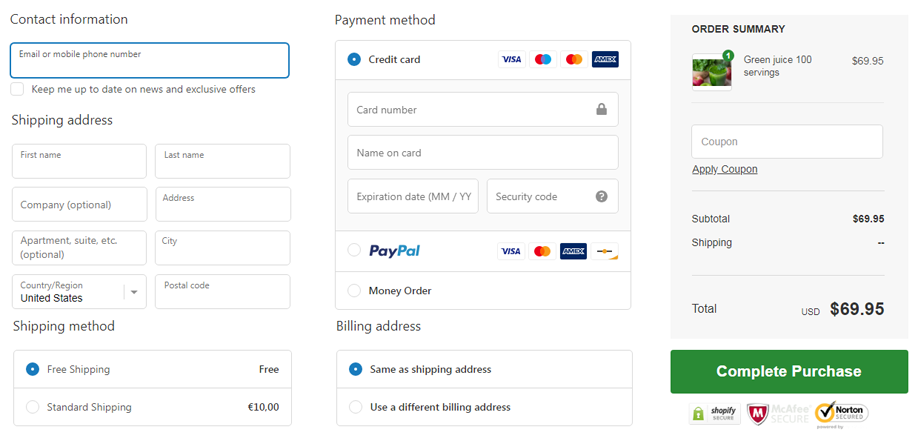 Contact information
Email or mobile phone number
Keep me up to date on news and exclusive offers
Shipping address
First name
Last name
Company (optional)
Address
Apartment, suite, etc.
(optional)
City
Country/Region
United States
Postal code
Shipping method
Free Shipping
Free
Standard Shipping
€10,00
Payment method
Credit card
VISA
AMEX
Card number
Name on card
Expiration date (MM / YY
Security code
?
PayPal
VISA
AMEX
Money Order
Billing address
Same as shipping address
Use a different billing address
ORDER SUMMARY
1
Green juice 100
servings
$69.95
Coupon
Apply Coupon
Subtotal
$69.95
Shipping
--
Total
USD
$69.95
Complete Purchase
shopify
SECURE
McAfee
SECURE
Norton
SECURED
powered by